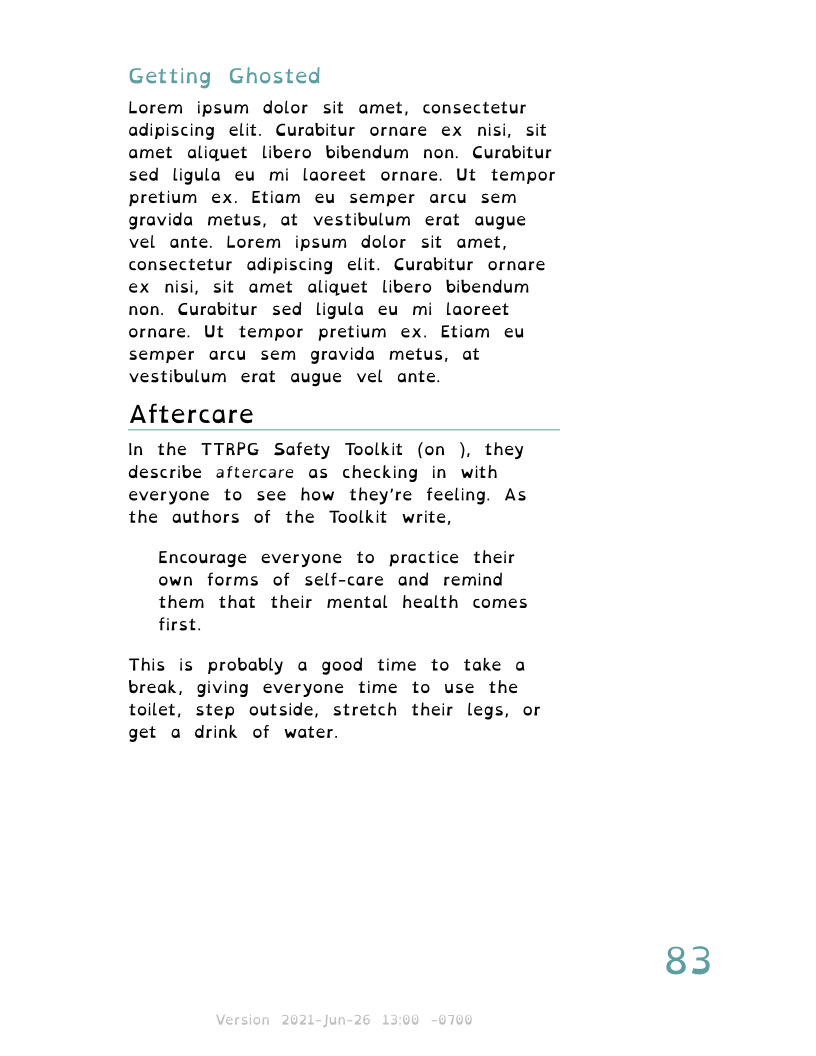 Getting Ghosted
Lorem ipsum dolor sit amet, consectetur
adipiscing elit. Curabitur ornare ex nisi, sit
amet aliquet libero bibendum non. Curabitur
sed ligula eu mi laoreet ornare. Ut tempor
pretium ex. Etiam eu semper arcu sem
gravida metus, at vestibulum erat augue
vel ante. Lorem ipsum dolor sit amet,
consectetur adipiscing elit. Curabitur ornare
ex nisi, sit amet aliquet libero bibendum
non. Curabitur sed ligula eu mi laoreet
ornare. Ut tempor pretium ex. Etiam eu
semper arcu sem gravida metus, at
vestibulum erat augue vel ante.
Aftercare
In the TTRPG Safety Toolkit (on ), they
describe aftercare as checking in with
everyone to see how they’re feeling. As
the authors of the Toolkit write,
Encourage everyone to practice their
own forms of self-care and remind
them that their mental health comes
first.
This is probably a good time to take a
break, giving everyone time to use the
toilet, step outside, stretch their legs, or
get a drink of water.
83
Version 2021-Jun-26 13:00 -0700